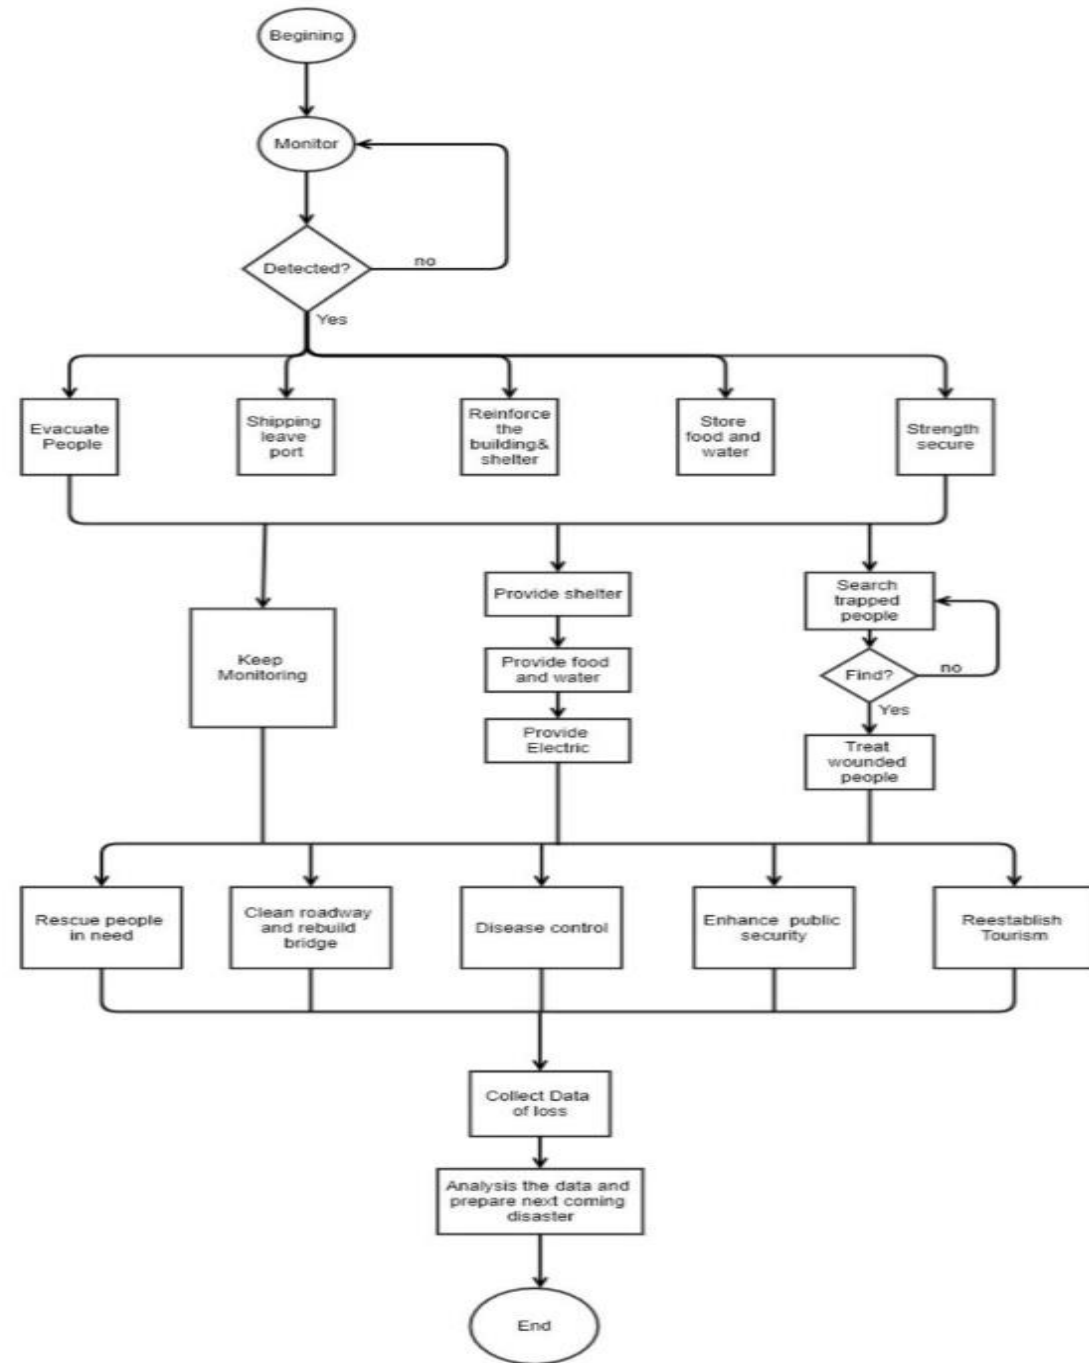 Begining
Monitor
Detected?
no
Yes
Evacuate
People
Shipping
leave
port
Reinforce
the
building&
shelter
Store
food and
water
Strength
secure
Keep
Monitoring
Provide shelter
Provide food
and water
Provide
Electric
Search
trapped
people
Find?
no
Yes
Treat
wounded
people
Rescue people
in need
Clean roadway
and rebuild
bridge
Disease control
Enhance public
security
Reestablish
Tourism
Collect Data
of loss
Analysis the data and
prepare next coming
disaster
End